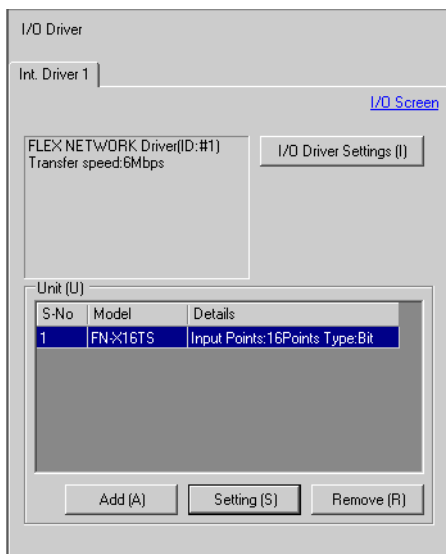 I/O Driver
Int. Driver 1
I/O Screen
FLEX NETWORK Driver(ID:#1)
Transfer speed:6Mbps
I/O Driver Settings (I)
Unit (U)
S-No Model Details
1 FN-X16TS Input Points:16Points Type:Bit
Add (A) Setting (S) Remove (R)